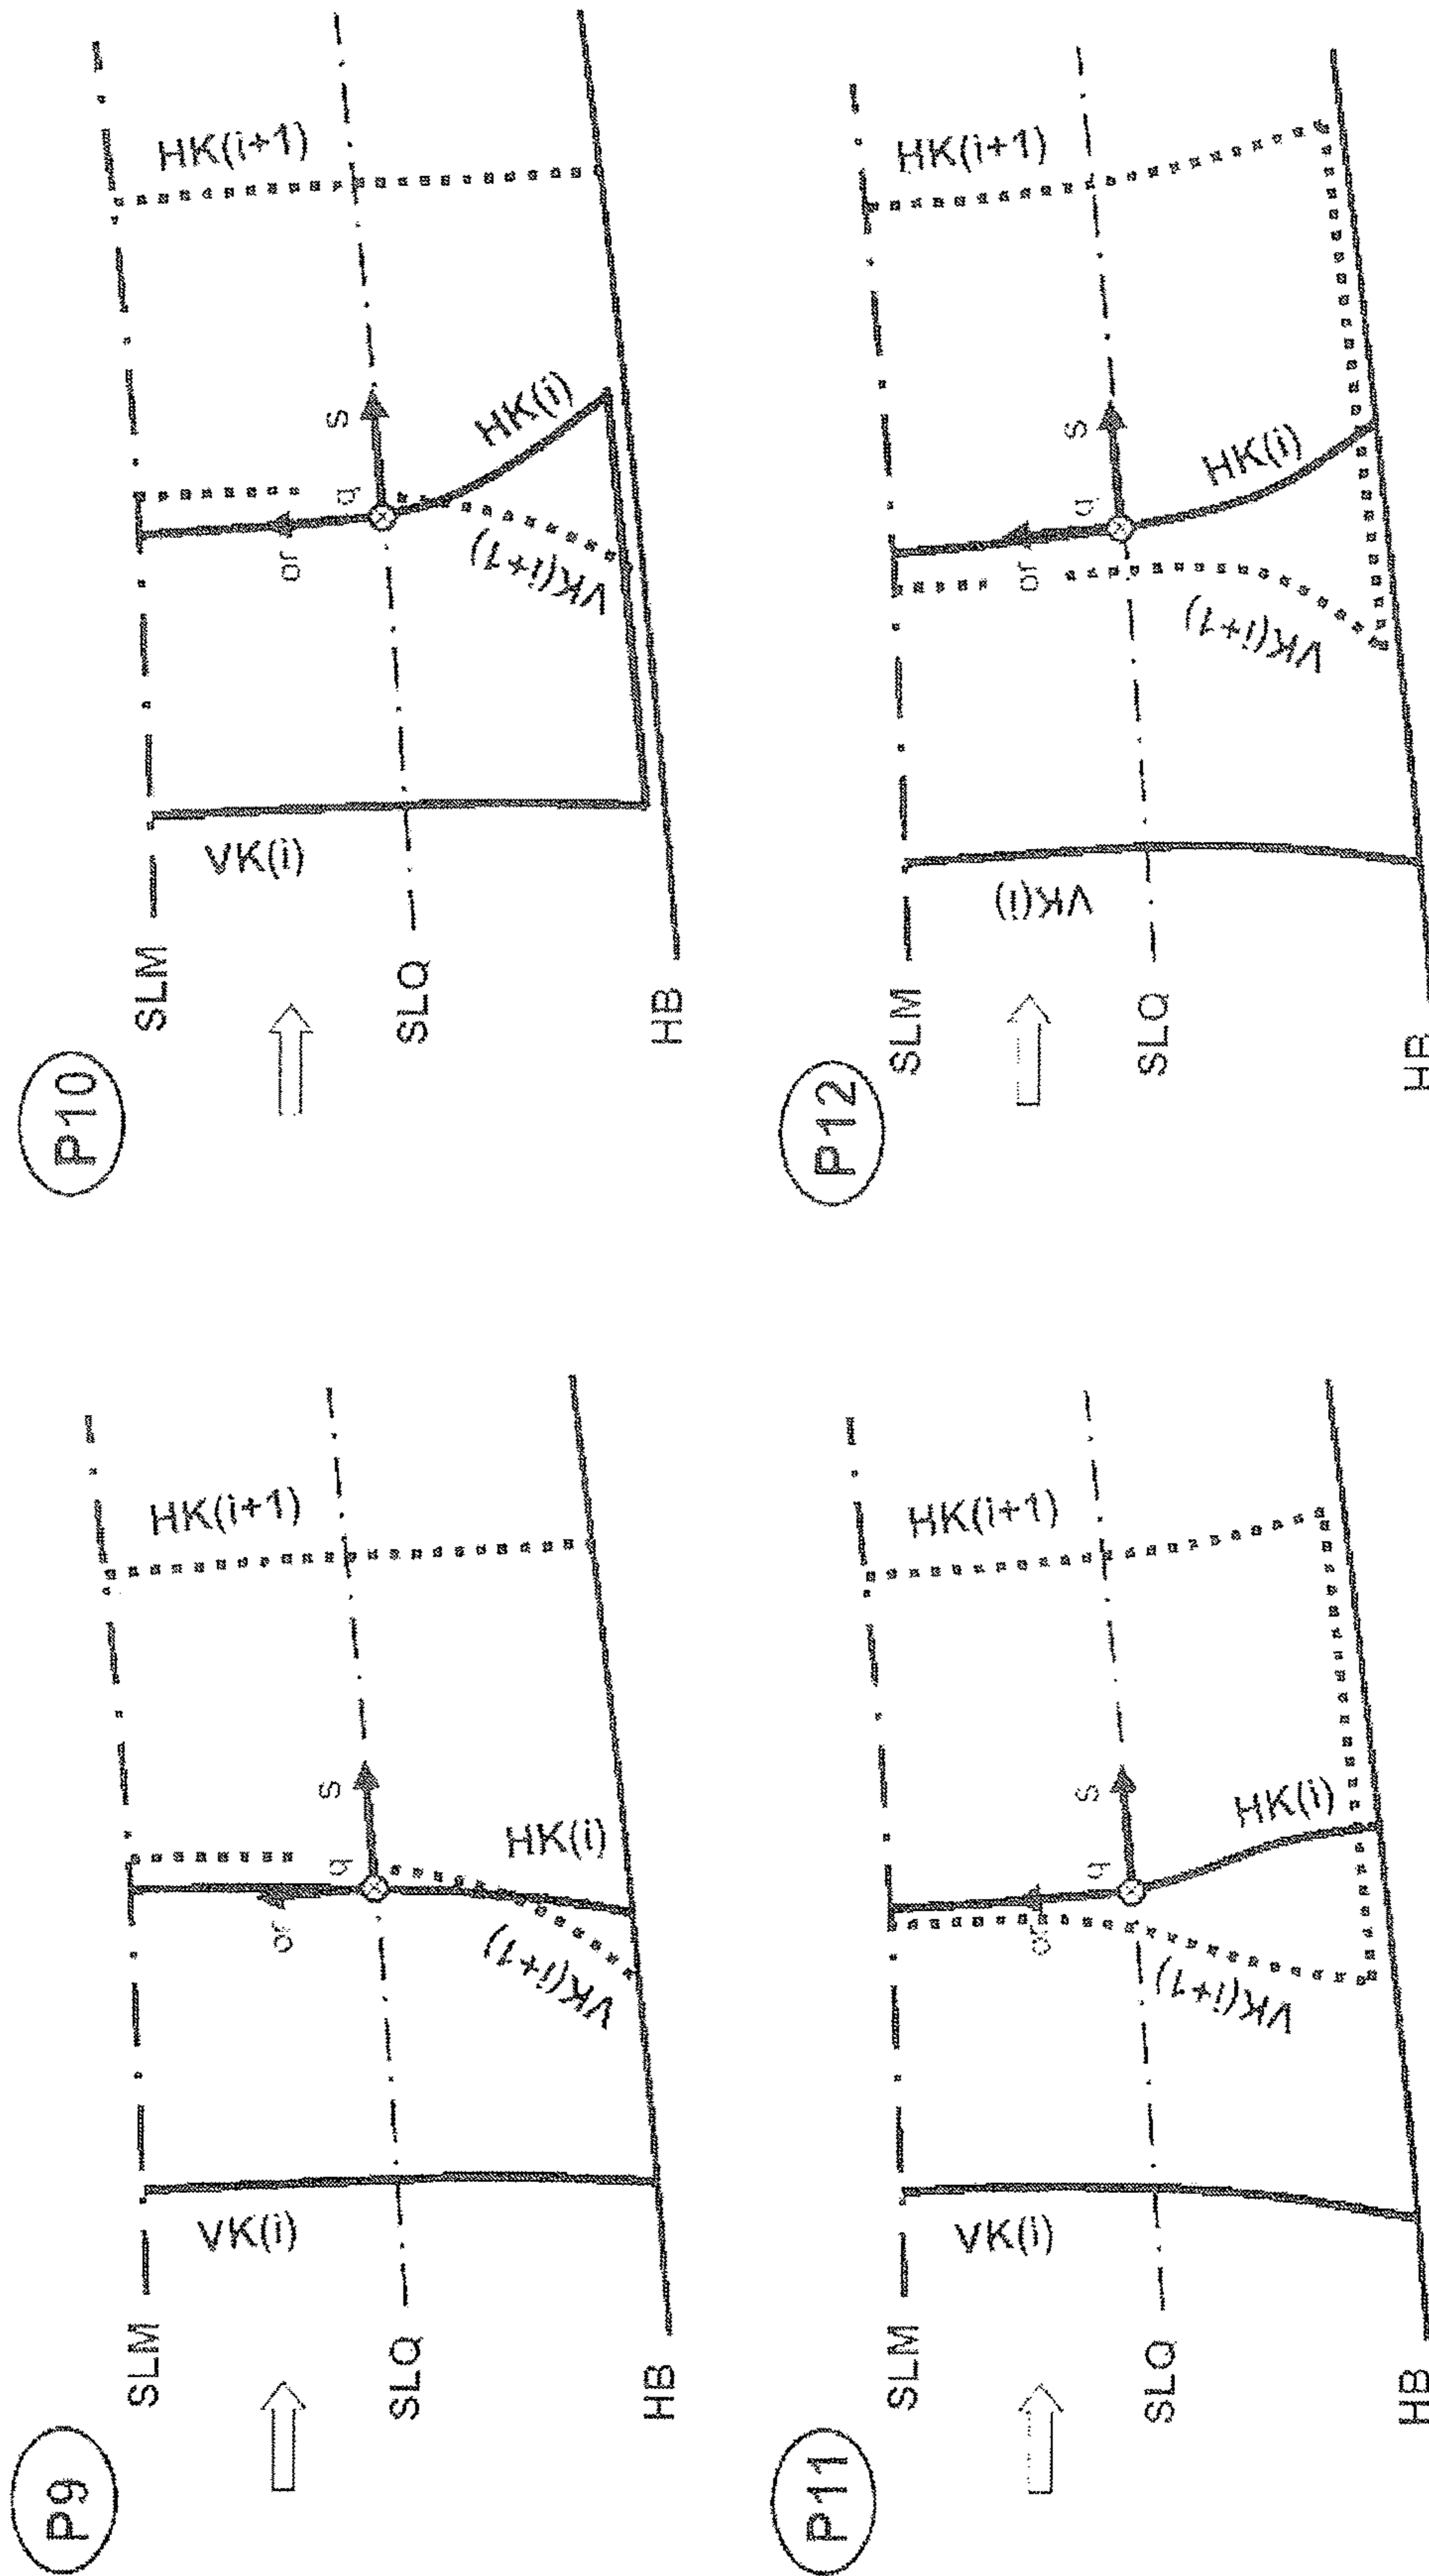 P9
SLM
SLQ
HB
VK(i)
HK(i)
VK(i+1)
HK(i+1)
or
q
s
P10
SLM
SLQ
HB
VK(i)
HK(i)
VK(i+1)
HK(i+1)
or
q
s
P11
SLM
SLQ
HB
VK(i)
HK(i)
VK(i+1)
HK(i+1)
or
q
s
P12
SLM
SLQ
HB
VK(i)
HK(i)
VK(i+1)
HK(i+1)
or
q
s